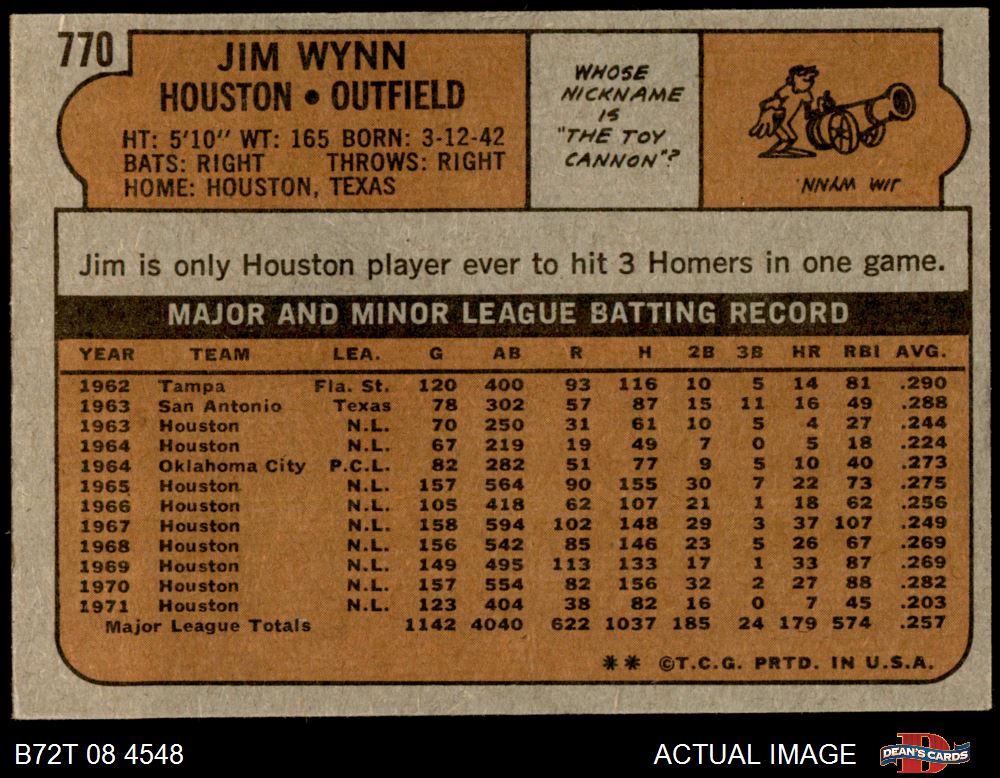 770
JIM WYNN
HOUSTON • OUTFIELD
HT: 5'10" WT: 165 BORN: 3-12-42
BATS: RIGHT THROWS: RIGHT
HOME: HOUSTON, TEXAS
WHOSE
NICKNAME
IS
"THE TOY
CANNON"?
JIM WYNN.
Jim is only Houston player ever to hit 3 Homers in one game.
MAJOR AND MINOR LEAGUE BATTING RECORD
YEAR TEAM LEA. G AB R H 2B 3B HR RBI AVG.
1962 Tampa Fla. St. 120 400 93 116 10 5 14 81 .290
1963 San Antonio Texas 78 302 57 87 15 11 16 49 .288
1963 Houston N.L. 70 250 31 61 10 5 4 27 .244
1964 Houston N.L. 67 219 19 49 7 0 5 18 .224
1964 Oklahoma City P.C.L. 82 282 51 77 9 5 10 40 .273
1965 Houston N.L. 157 564 90 155 30 7 22 73 .275
1966 Houston N.L. 105 418 62 107 21 1 18 62 .256
1967 Houston N.L. 158 594 102 148 29 3 37 107 .249
1968 Houston N.L. 156 542 85 146 23 5 26 67 .269
1969 Houston N.L. 149 495 113 133 17 1 33 87 .269
1970 Houston N.L. 157 554 82 156 32 2 27 88 .282
1971 Houston N.L. 123 404 38 82 16 0 7 45 .203
Major League Totals 1142 4040 622 1037 185 24 179 574 .257
** ©T.C.G. PRTD. IN U.S.A.
B72T 08 4548
ACTUAL IMAGE
DEAN'S CARDS